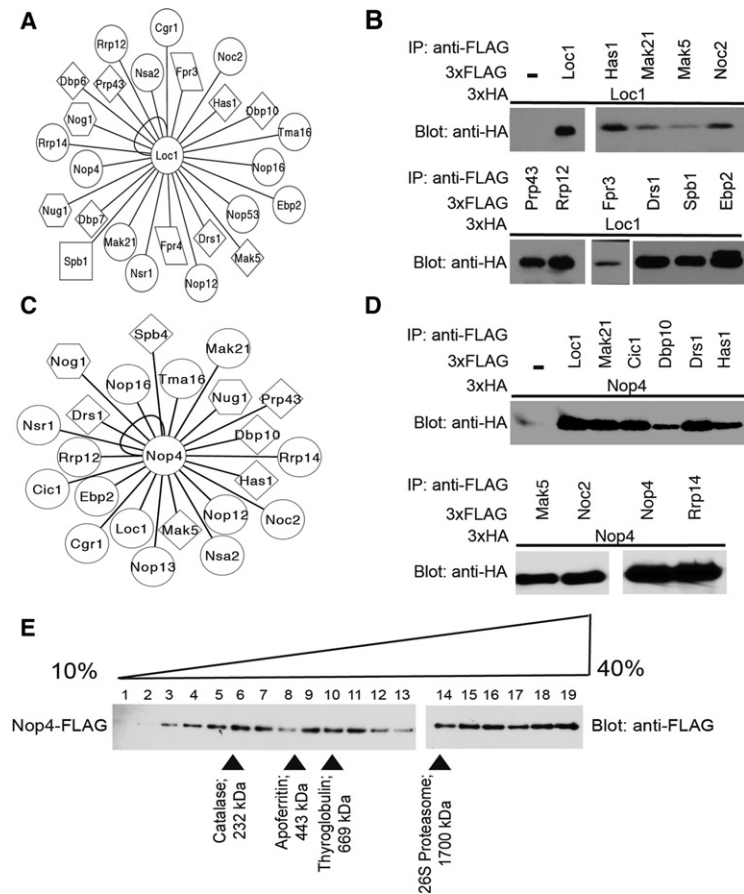 A
Cgr1
Rrp12
Nsa2
Fpr3
Noc2
Dbp6
Prp43
Has1
Dbp10
Nog1
Tma16
Rrp14
Loc1
Nop4
Nop16
Ebp2
Nug1
Dbp7
Nop53
Spb1
Mak21
Fpr4
Drs1
Mak5
Nsr1
Nop12
B
IP: anti-FLAG
3xFLAG - Loc1 Has1 Mak21 Mak5 Noc2
3xHA Loc1
Blot: anti-HA
IP: anti-FLAG
3xFLAG Prp43 Rrp12 Fpr3 Drs1 Spb1 Ebp2
3xHA Loc1
Blot: anti-HA
C
Spb4
Mak21
Nog1
Nop16
Tma16
Nug1
Prp43
Drs1
Nsr1
Dbp10
Nop4
Rrp12
Rrp14
Cic1
Has1
Ebp2
Loc1
Nop12
Noc2
Cgr1
Mak5
Nop13
Nsa2
D
IP: anti-FLAG
3xFLAG - Loc1 Mak21 Cic1 Dbp10 Drs1 Has1
3xHA Nop4
Blot: anti-HA
IP: anti-FLAG
3xFLAG Mak5 Noc2 Nop4 Rrp14
3xHA Nop4
Blot: anti-HA
E
10% 40%
1 2 3 4 5 6 7 8 9 10 11 12 13 14 15 16 17 18 19
Nop4-FLAG Blot: anti-FLAG
Catalase;
232 kDa
Apoferritin;
443 kDa
Thyroglobulin;
669 kDa
26S Proteasome;
1700 kDa